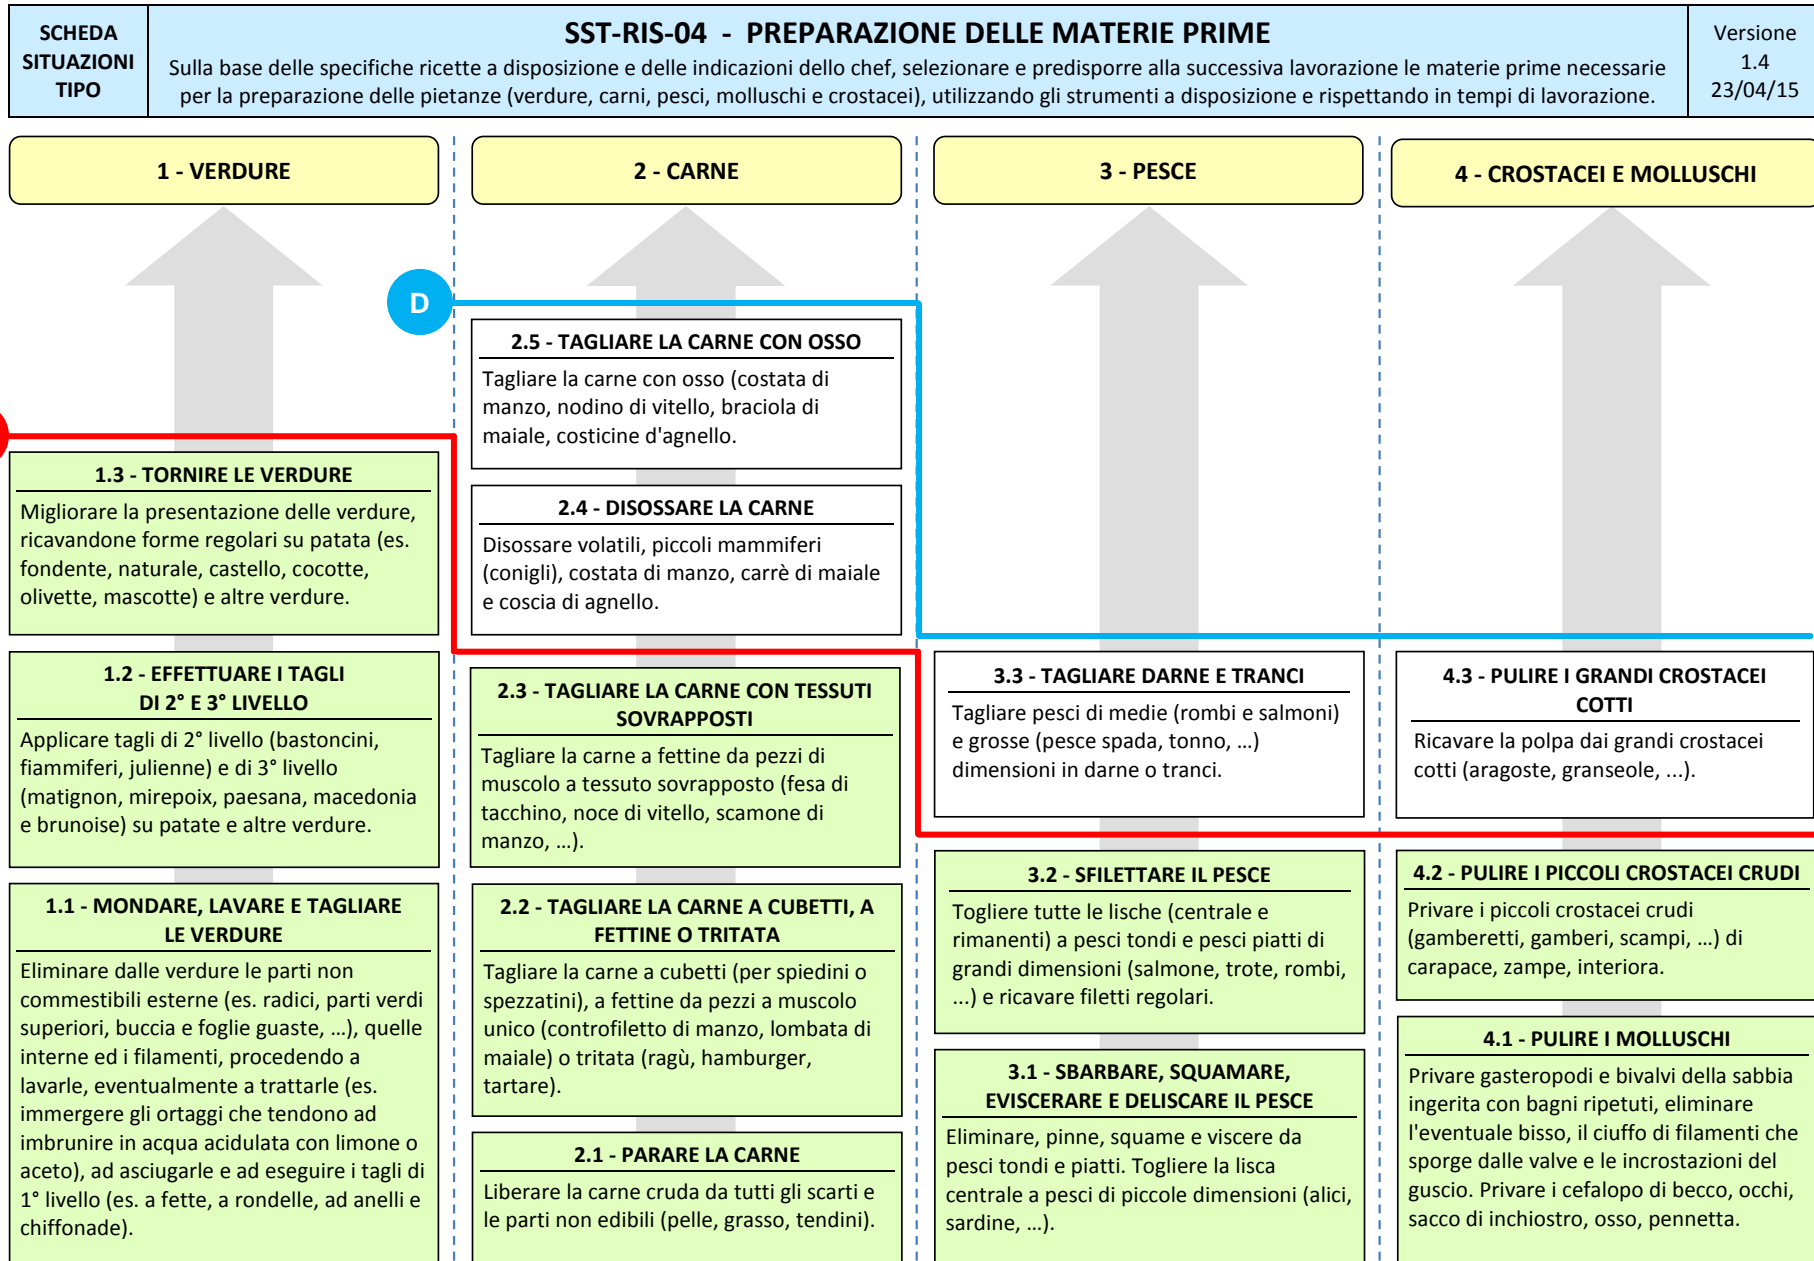 SCHEDA
SITUAZIONI
TIPO
SST-RIS-04 - PREPARAZIONE DELLE MATERIE PRIME
Sulla base delle specifiche ricette a disposizione e delle indicazioni dello chef, selezionare e predisporre alla successiva lavorazione le materie prime necessarie
per la preparazione delle pietanze (verdure, carni, pesci, molluschi e crostacei), utilizzando gli strumenti a disposizione e rispettando in tempi di lavorazione.
Versione
1.4
23/04/15
1 - VERDURE
D
1.3 - TORNIRE LE VERDURE
Migliorare la presentazione delle verdure,
ricavandone forme regolari su patata (es.
fondente, naturale, castello, cocotte,
olivette, mascotte) e altre verdure.
1.2 - EFFETTUARE I TAGLI
DI 2° E 3° LIVELLO
Applicare tagli di 2° livello (bastoncini,
fiammiferi, julienne) e di 3° livello
(matignon, mirepoix, paesana, macedonia
e brunoise) su patate e altre verdure.
1.1 - MONDARE, LAVARE E TAGLIARE
LE VERDURE
Eliminare dalle verdure le parti non
commestibili esterne (es. radici, parti verdi
superiori, buccia e foglie guaste, ...), quelle
interne ed i filamenti, procedendo a
lavarle, eventualmente a trattarle (es.
immergere gli ortaggi che tendono ad
imbrunire in acqua acidulata con limone o
aceto), ad asciugarle e ad eseguire i tagli di
1° livello (es. a fette, a rondelle, ad anelli e
chiffonade).
2 - CARNE
2.5 - TAGLIARE LA CARNE CON OSSO
Tagliare la carne con osso (costata di
manzo, nodino di vitello, braciola di
maiale, costicine d'agnello.
2.4 - DISOSSARE LA CARNE
Disossare volatili, piccoli mammiferi
(conigli), costata di manzo, carrè di maiale
e coscia di agnello.
2.3 - TAGLIARE LA CARNE CON TESSUTI
SOVRAPPOSTI
Tagliare la carne a fettine da pezzi di
muscolo a tessuto sovrapposto (fesa di
tacchino, noce di vitello, scamone di
manzo, ...).
2.2 - TAGLIARE LA CARNE A CUBETTI, A
FETTINE O TRITATA
Tagliare la carne a cubetti (per spiedini o
spezzatini), a fettine da pezzi a muscolo
unico (controfiletto di manzo, lombata di
maiale) o tritata (ragù, hamburger,
tartare).
2.1 - PARARE LA CARNE
Liberare la carne cruda da tutti gli scarti e
le parti non edibili (pelle, grasso, tendini).
3 - PESCE
3.3 - TAGLIARE DARNE E TRANCI
Tagliare pesci di medie (rombi e salmoni)
e grosse (pesce spada, tonno, ...)
dimensioni in darne o tranci.
3.2 - SFILETTARE IL PESCE
Togliere tutte le lische (centrale e
rimanenti) a pesci tondi e pesci piatti di
grandi dimensioni (salmone, trote, rombi,
...) e ricavare filetti regolari.
3.1 - SBARBARE, SQUAMARE,
EVISCERARE E DELISCARE IL PESCE
Eliminare, pinne, squame e viscere da
pesci tondi e piatti. Togliere la lisca
centrale a pesci di piccole dimensioni (alici,
sardine, ...).
4 - CROSTACEI E MOLLUSCHI
4.3 - PULIRE I GRANDI CROSTACEI
COTTI
Ricavare la polpa dai grandi crostacei
cotti (aragoste, granseole, ...).
4.2 - PULIRE I PICCOLI CROSTACEI CRUDI
Privare i piccoli crostacei crudi
(gamberetti, gamberi, scampi, ...) di
carapace, zampe, interiora.
4.1 - PULIRE I MOLLUSCHI
Privare gasteropodi e bivalvi della sabbia
ingerita con bagni ripetuti, eliminare
l'eventuale bisso, il ciuffo di filamenti che
sporge dalle valve e le incrostazioni del
guscio. Privare i cefalopo di becco, occhi,
sacco di inchiostro, osso, pennetta.